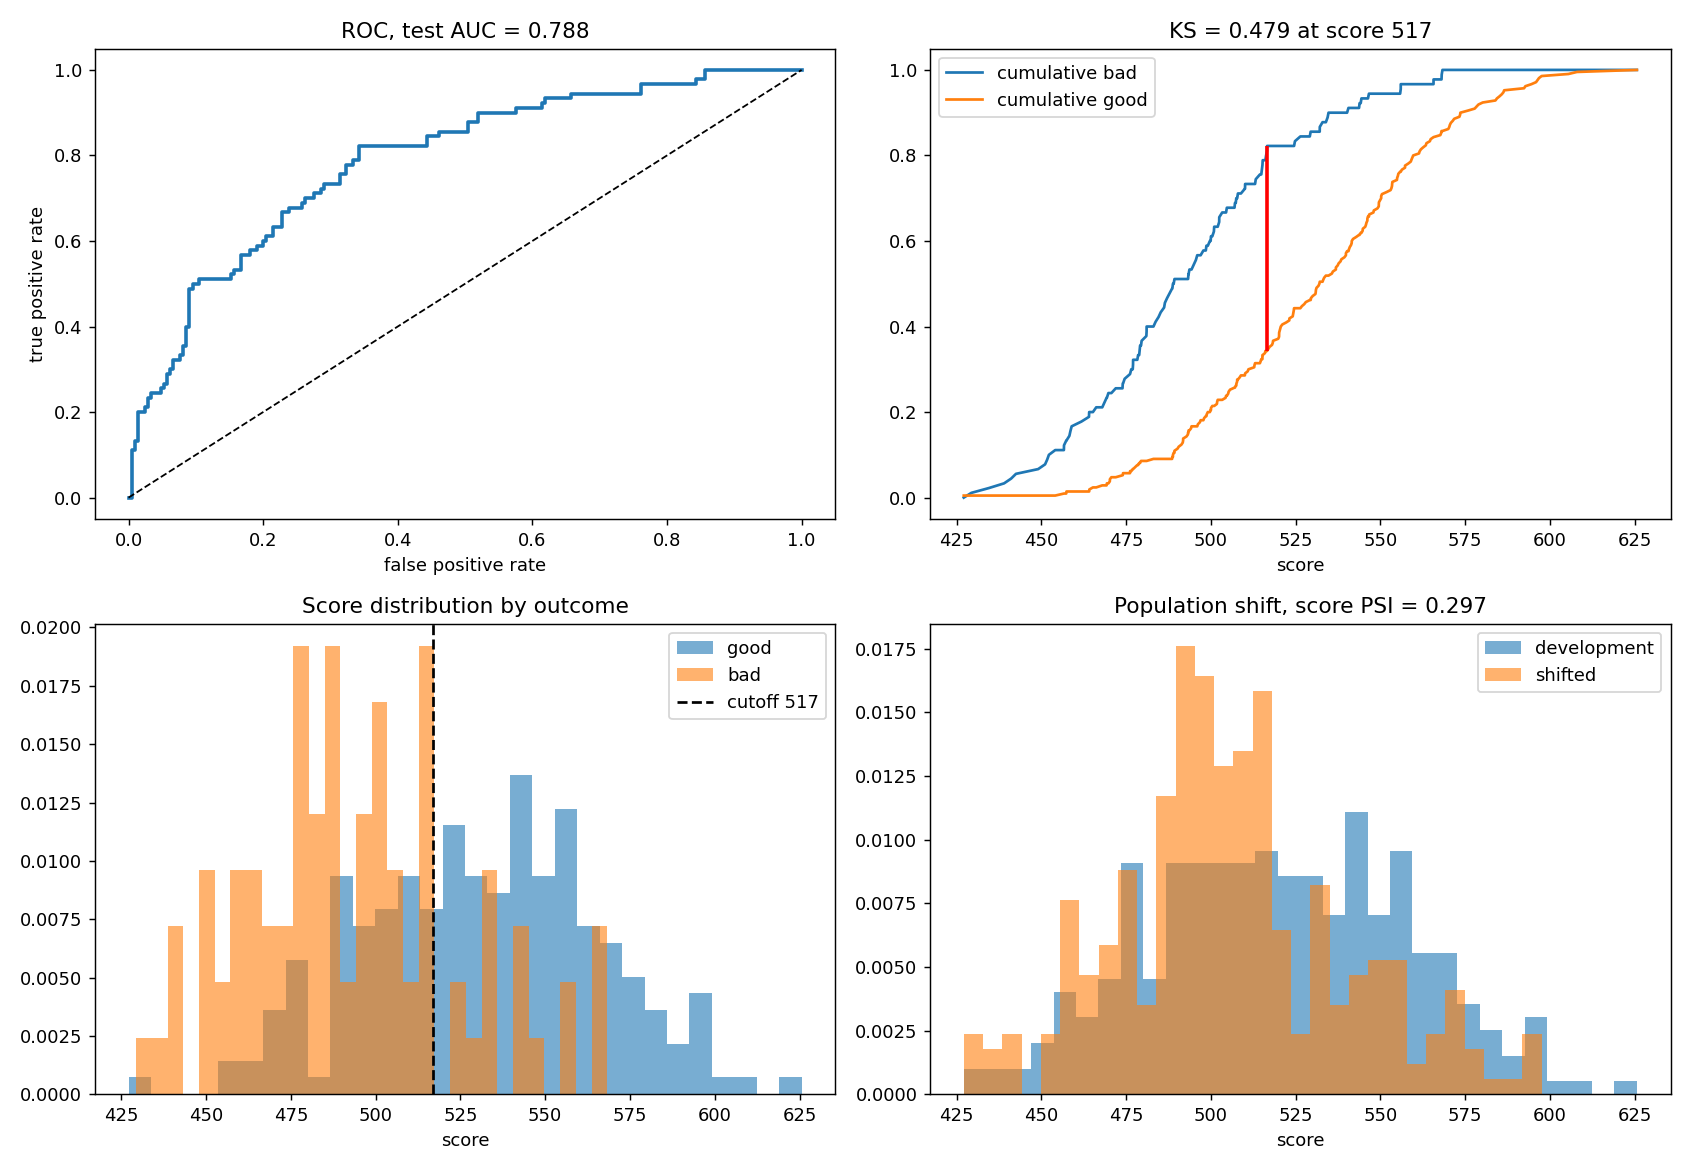 ROC, test AUC = 0.788
1.0
0.8
0.6
0.4
0.2
0.0
true positive rate
0.0 0.2 0.4 0.6 0.8 1.0
false positive rate
KS = 0.479 at score 517
cumulative bad
cumulative good
1.0
0.8
0.6
0.4
0.2
0.0
425 450 475 500 525 550 575 600 625
score
Score distribution by outcome
good
bad
cutoff 517
0.0200
0.0175
0.0150
0.0125
0.0100
0.0075
0.0050
0.0025
0.0000
425 450 475 500 525 550 575 600 625
score
Population shift, score PSI = 0.297
development
shifted
0.0175
0.0150
0.0125
0.0100
0.0075
0.0050
0.0025
0.0000
425 450 475 500 525 550 575 600 625
score